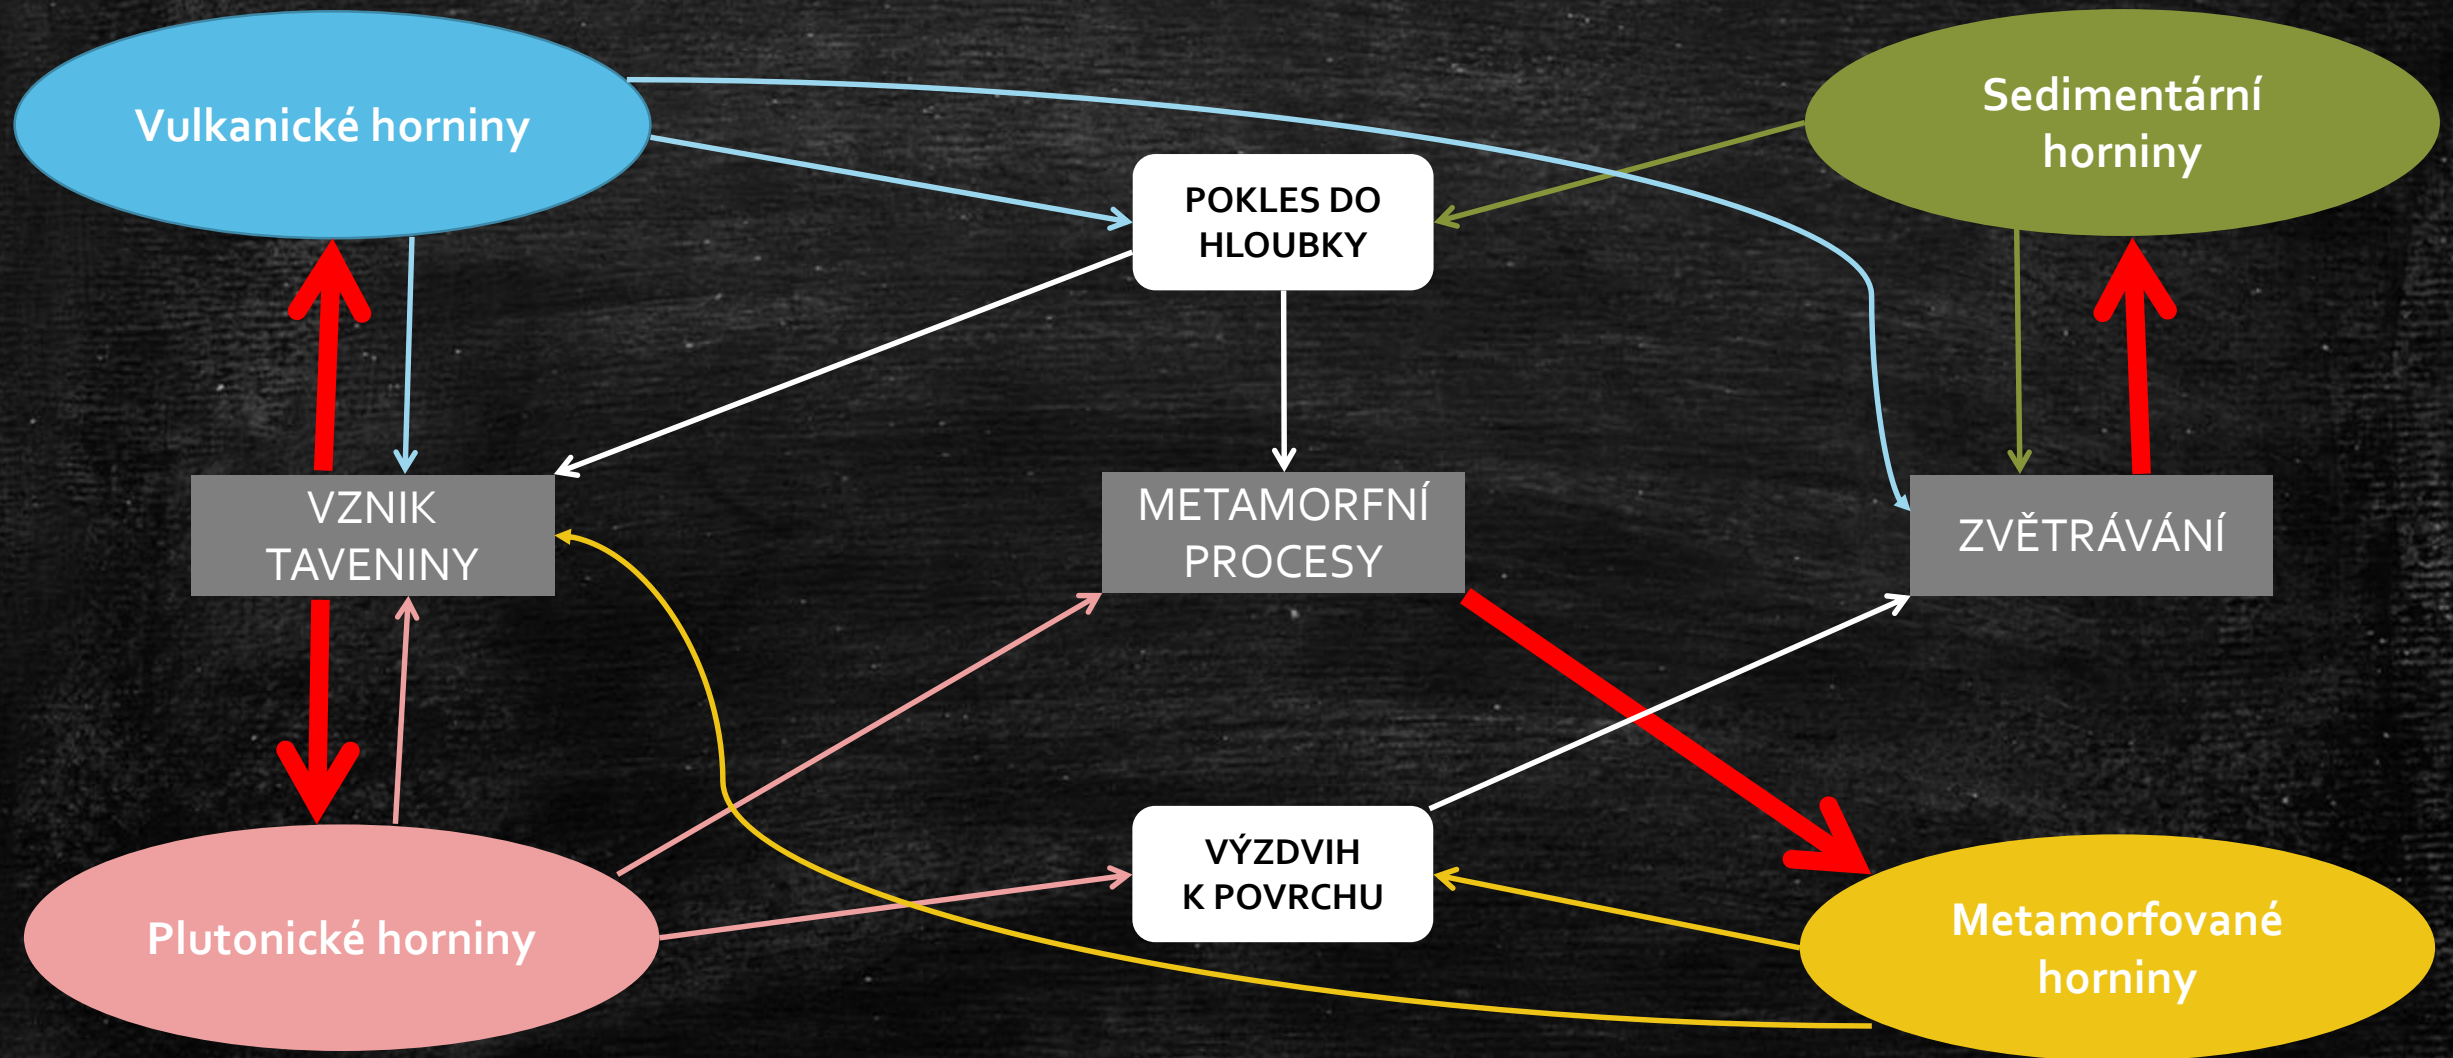 Vulkanické horniny
Sedimentární
horniny
POKLES DO
HLOUBKY
VZNIK
TAVENINY
METAMORFNÍ
PROCESY
ZVĚTRÁVÁNÍ
VÝZDVIH
K POVRCHU
Plutonické horniny
Metamorfované
horniny